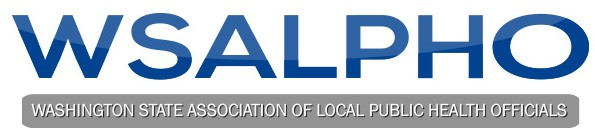 WSALPHO
WASHINGTON STATE ASSOCIATION OF LOCAL PUBLIC HEALTH OFFICIALS